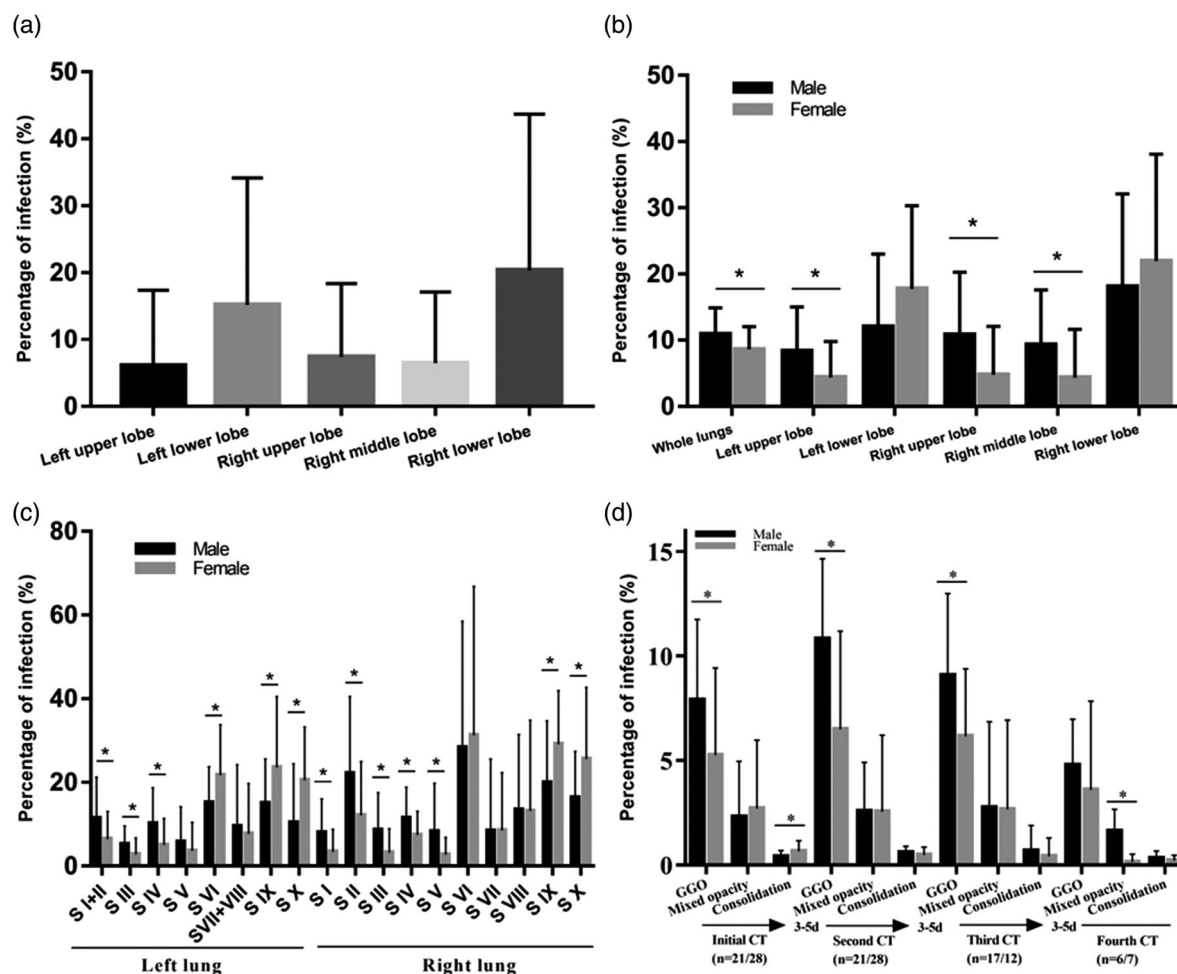 (a)
Percentage of infection (%)
50
40
30
20
10
0
Left upper lobe
Left lower lobe
Right upper lobe
Right middle lobe
Right lower lobe
(b)
Percentage of infection (%)
50
40
30
20
10
0
Male
Female
*
*
*
*
Whole lungs
Left upper lobe
Left lower lobe
Right upper lobe
Right middle lobe
Right lower lobe
(c)
Percentage of infection (%)
80
60
40
20
0
Male
Female
*
*
*
*
*
*
*
*
*
*
*
*
*
S I+II
S III
S IV
S V
S VI
SVII+VIII
S IX
S X
S I
S II
S III
S IV
S V
S VI
S VII
S VIII
S IX
S X
Left lung
Right lung
(d)
Percentage of infection (%)
15
10
5
0
Male
Female
*
*
*
*
*
GGO
Mixed opacity
Consolidation
GGO
Mixed opacity
Consolidation
GGO
Mixed opacity
Consolidation
GGO
Mixed opacity
Consolidation
3-5d
3-5d
3-5d
Initial CT
Second CT
Third CT
Fourth CT
(n=21/28)
(n=21/28)
(n=17/12)
(n=6/7)